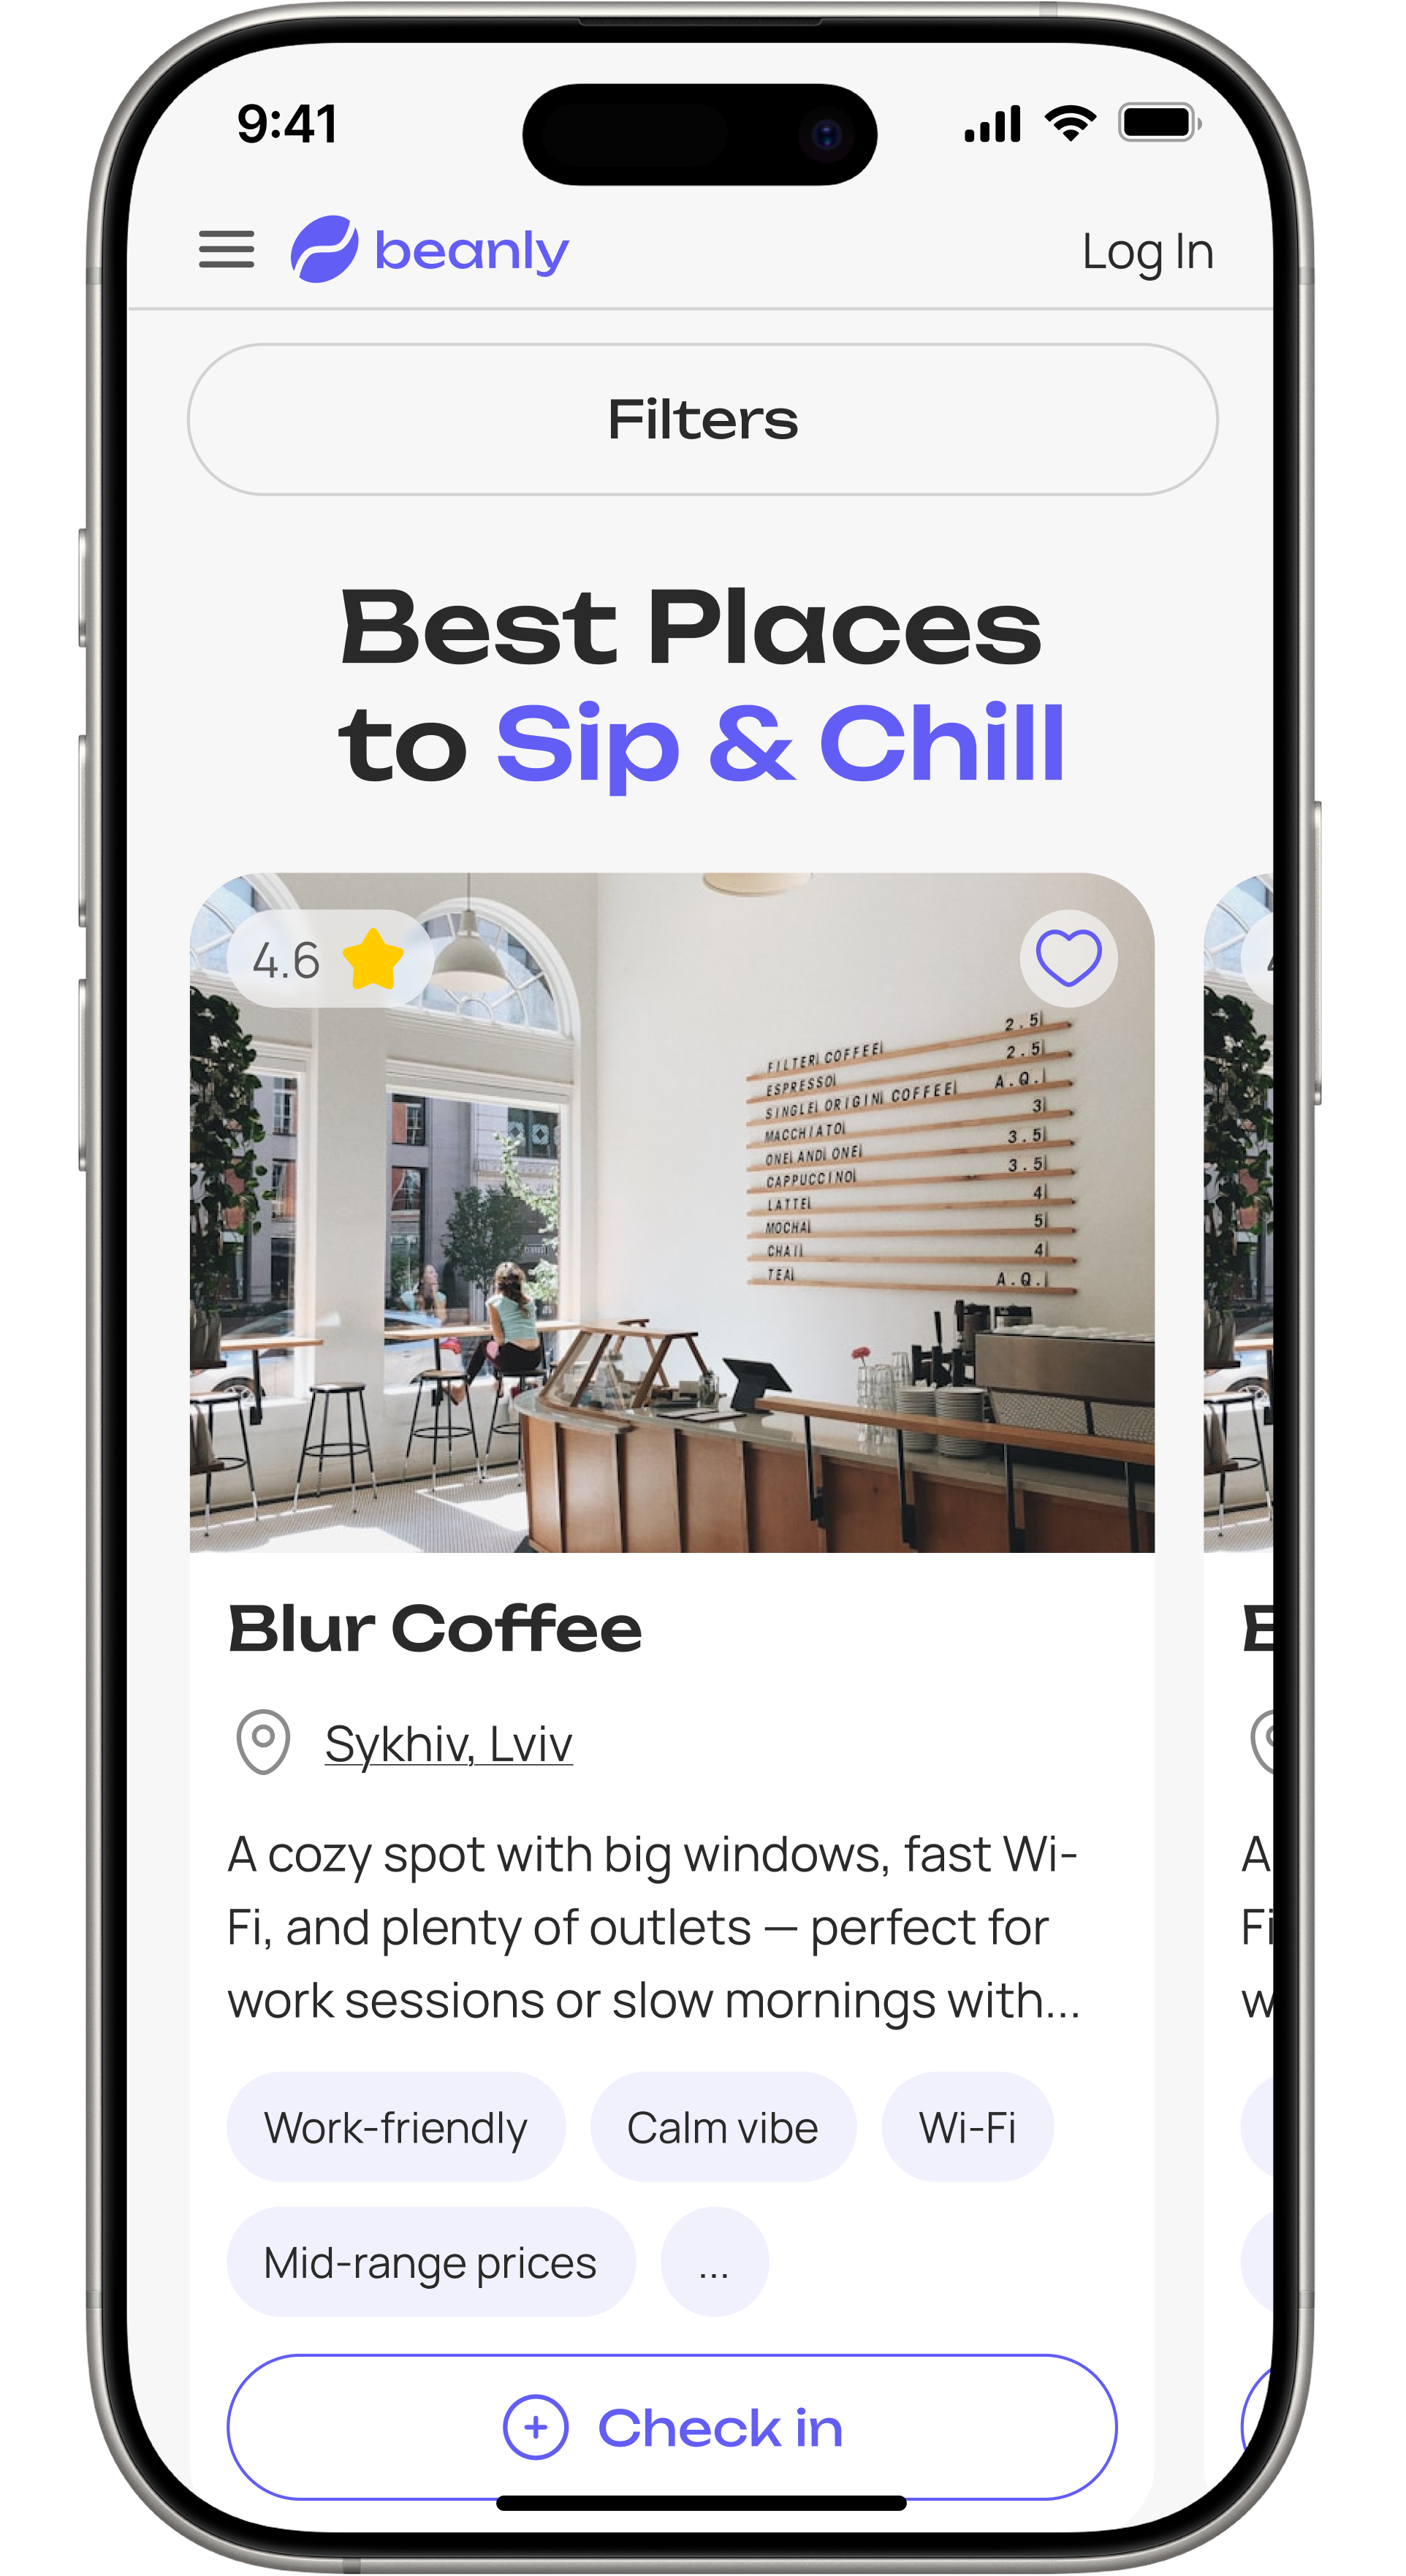 9:41
beanly
Log In
Filters
Best Places
to Sip & Chill
4.6
FILTER COFFEE 2.5
ESPRESSO 2.5
SINGLE ORIGIN COFFEE A.Q.
MACCHIATO 3
ONE AND ONE 3.5
CAPPUCCINO 3.5
LATTE 4
MOCHA 5
CHAI 4
TEA A.Q.
Blur Coffee
Sykhiv, Lviv
A cozy spot with big windows, fast Wi-
Fi, and plenty of outlets — perfect for
work sessions or slow mornings with...
Work-friendly Calm vibe Wi-Fi
Mid-range prices ...
Check in